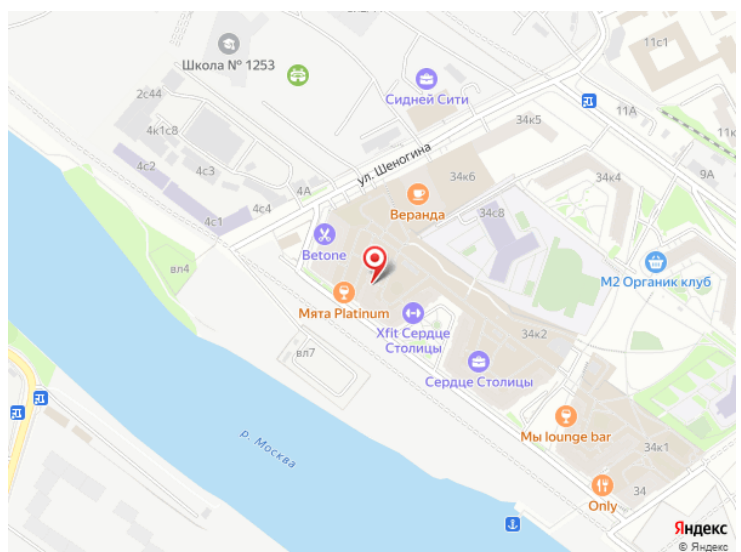 11с1
Школа № 1253
2с44
Сидней Сити
11А
4к1с8
34к5
4с2
4с3
ул. Шеногина
9А
4А
34к6
34к4
4с1
4с4
Веранда
34с8
Betone
вл4
М2 Органик клуб
Мята Platinum
Xfit Сердце
Столицы
34к2
вл7
Сердце Столицы
р. Москва
Мы lounge bar
34к1
34
Only
Яндекс
© Яндекс